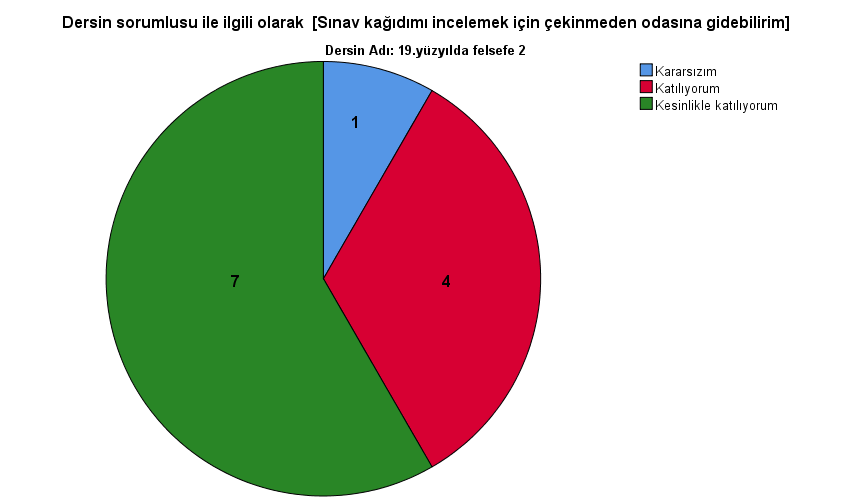 Dersin sorumlusu ile ilgili olarak  [Sınav kağıdımı incelemek için çekinmeden odasına gidebilirim]
Dersin Adı: 19.yüzyılda felsefe 2
Kararsızım
Katılıyorum
Kesinlikle katılıyorum
1
7
4